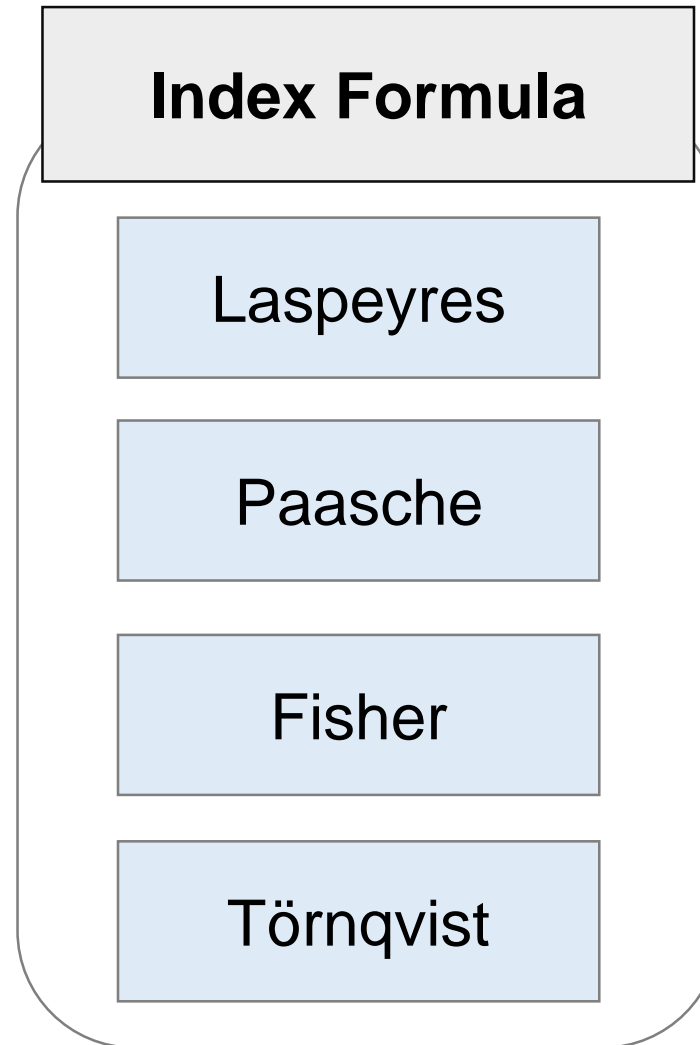 Index Formula
Laspeyres
Paasche
Fisher
Törnqvist